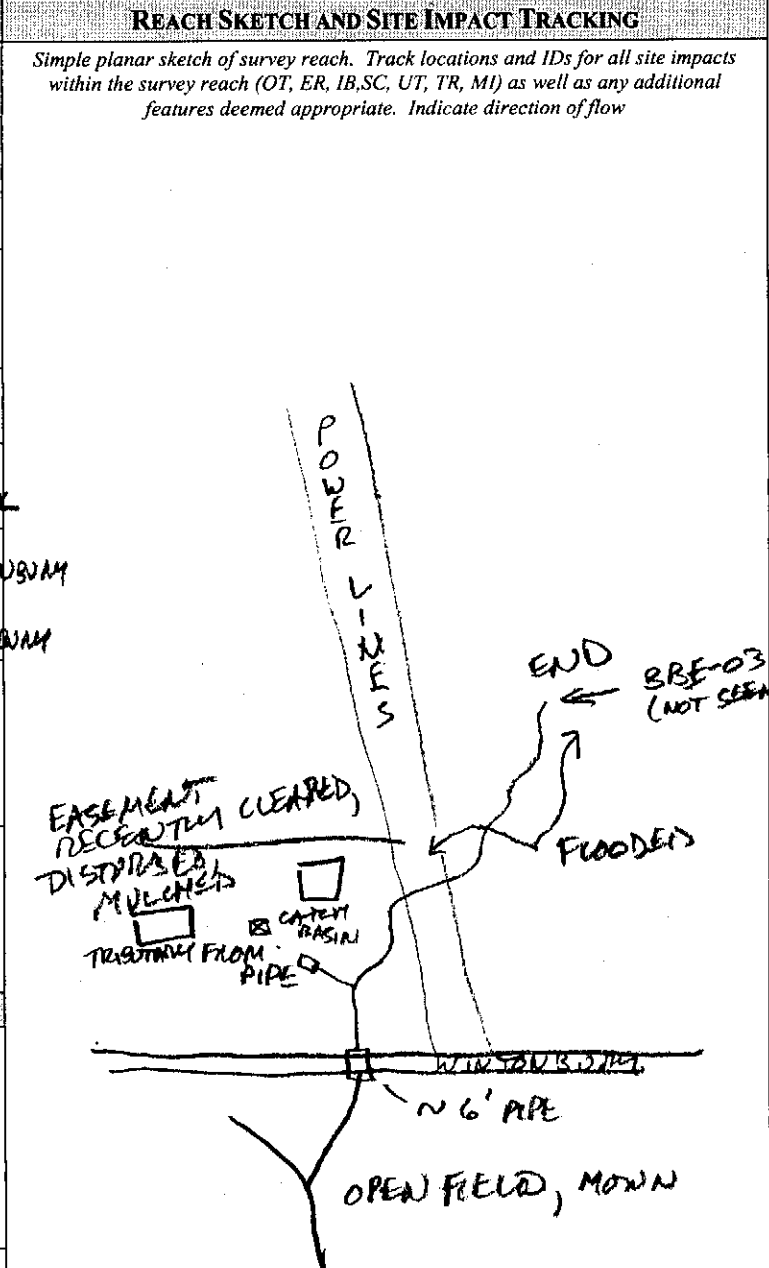 REACH SKETCH AND SITE IMPACT TRACKING
Simple planar sketch of survey reach. Track locations and IDs for all site impacts
within the survey reach (OT, ER, IB,SC, UT, TR, MI) as well as any additional
features deemed appropriate. Indicate direction of flow
POWER LINES
END
BBE-03
(NOT SEEN
EASEMENT
RECENTLY CLEARED,
DISTURBED,
MULCHED
FLOODED
CATCH
BASIN
TRIBUTARY FROM
PIPE
WINTONBURY
~ 6' PIPE
OPEN FIELD, MOWN